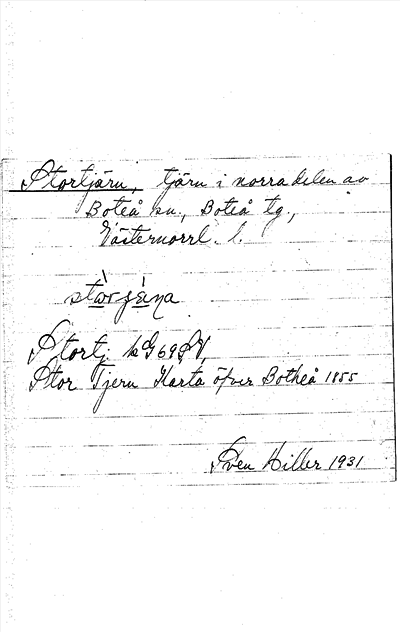 Stortjärn, tjärn i norra delen av
Boteå sn., Boteå tg.,
Västernorrl. l.
Stortj. kG 69 SV,
Stor Tjern Karta öfver Botheå 1855
Sven Hiller 1931